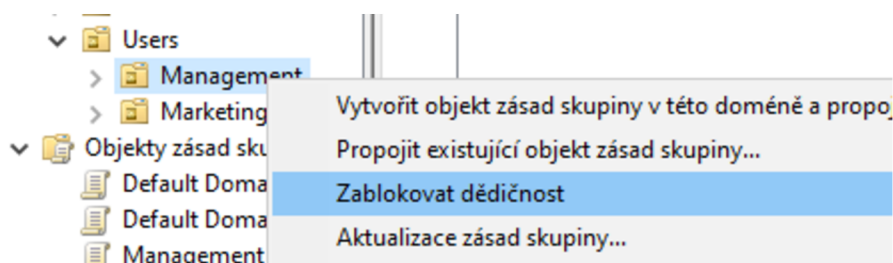 Users
Management
Marketing
Vytvořit objekt zásad skupiny v této doméně a propoj
Objekty zásad sku
Propojit existující objekt zásad skupiny...
Default Doma
Zablokovat dědičnost
Default Doma
Aktualizace zásad skupiny...
Management